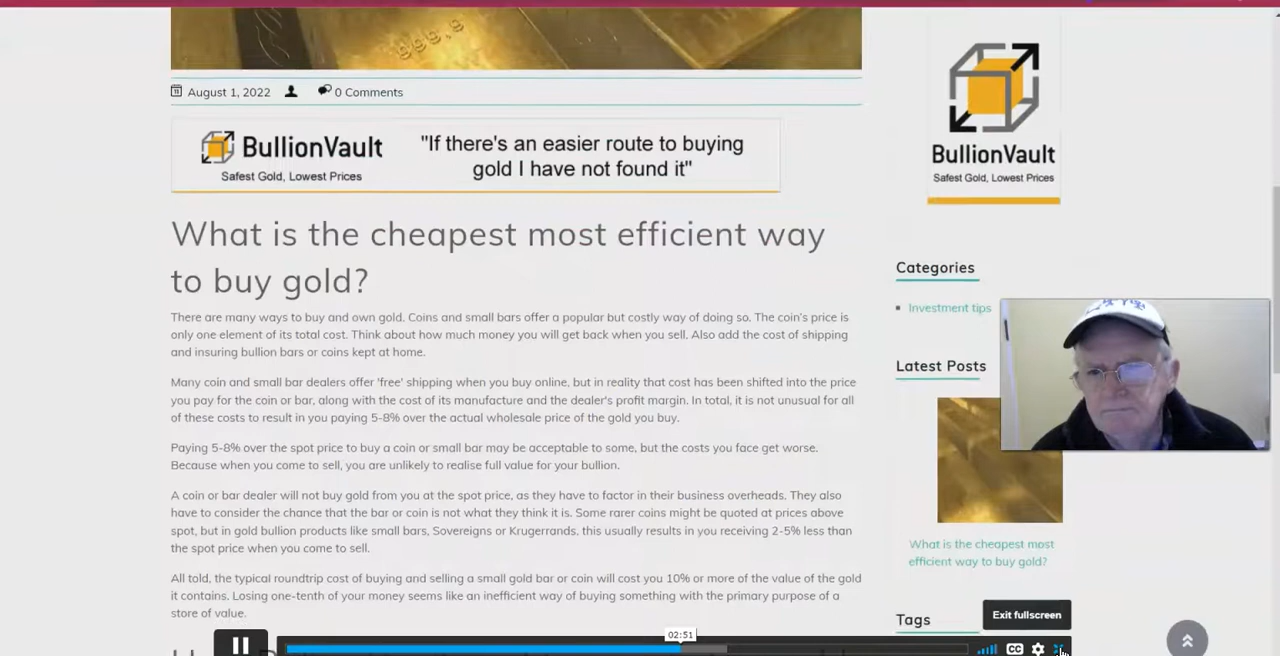 999.9
August 1, 2022 0 Comments
BullionVault
Safest Gold, Lowest Prices
"If there's an easier route to buying
gold I have not found it"
What is the cheapest most efficient way
to buy gold?
There are many ways to buy and own gold. Coins and small bars offer a popular but costly way of doing so. The coin's price is
only one element of its total cost. Think about how much money you will get back when you sell. Also add the cost of shipping
and insuring bullion bars or coins kept at home.
Many coin and small bar dealers offer 'free' shipping when you buy online, but in reality that cost has been shifted into the price
you pay for the coin or bar, along with the cost of its manufacture and the dealer's profit margin. In total, it is not unusual for all
of these costs to result in you paying 5-8% over the actual wholesale price of the gold you buy.
Paying 5-8% over the spot price to buy a coin or small bar may be acceptable to some, but the costs you face get worse.
Because when you come to sell, you are unlikely to realise full value for your bullion.
A coin or bar dealer will not buy gold from you at the spot price, as they have to factor in their business overheads. They also
have to consider the chance that the bar or coin is not what they think it is. Some rarer coins might be quoted at prices above
spot, but in gold bullion products like small bars, Sovereigns or Krugerrands, this usually results in you receiving 2-5% less than
the spot price when you come to sell.
All told, the typical roundtrip cost of buying and selling a small gold bar or coin will cost you 10% or more of the value of the gold
it contains. Losing one-tenth of your money seems like an inefficient way of buying something with the primary purpose of a
store of value.
BullionVault
Safest Gold, Lowest Prices
Categories
Investment tips
Latest Posts
What is the cheapest most
efficient way to buy gold?
Tags
Exit fullscreen
02:51
CC